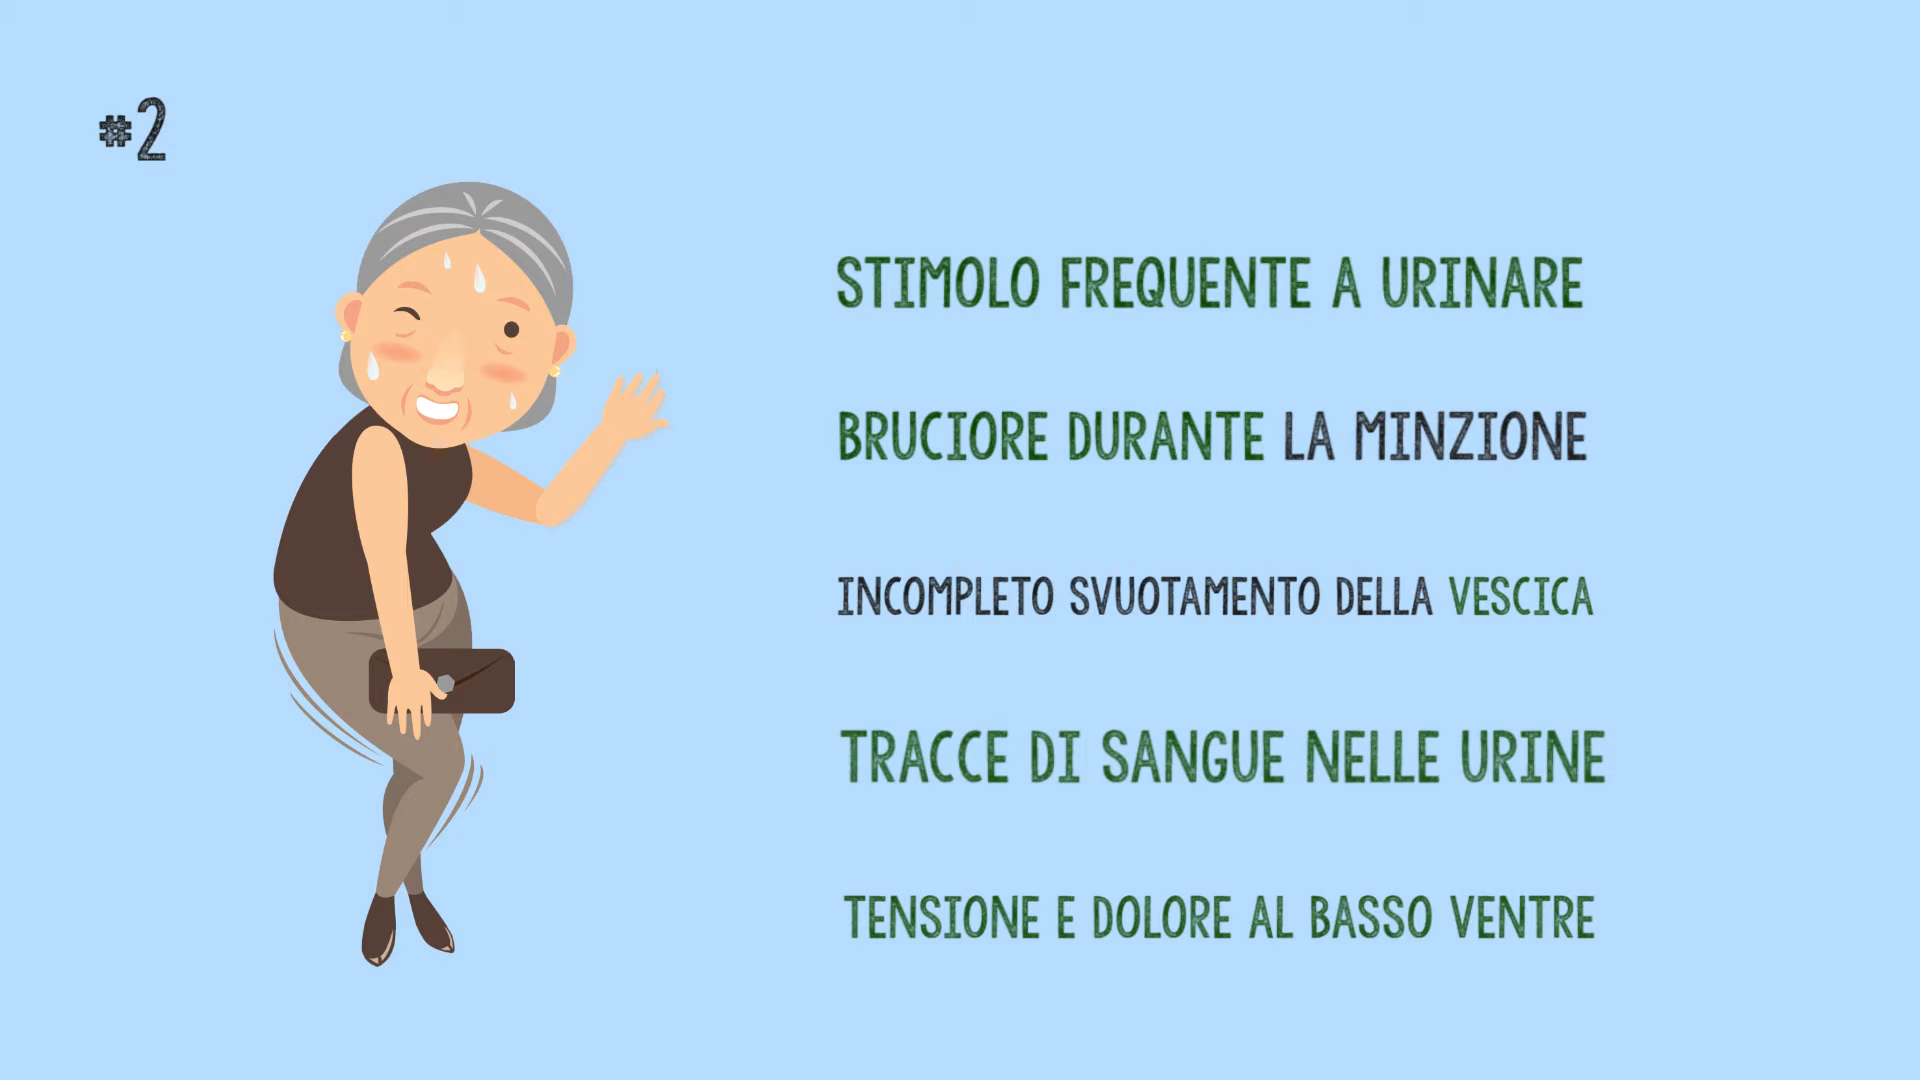 #2
STIMOLO FREQUENTE A URINARE
BRUCIORE DURANTE LA MINZIONE
INCOMPLETO SVUOTAMENTO DELLA VESCICA
TRACCE DI SANGUE NELLE URINE
TENSIONE E DOLORE AL BASSO VENTRE